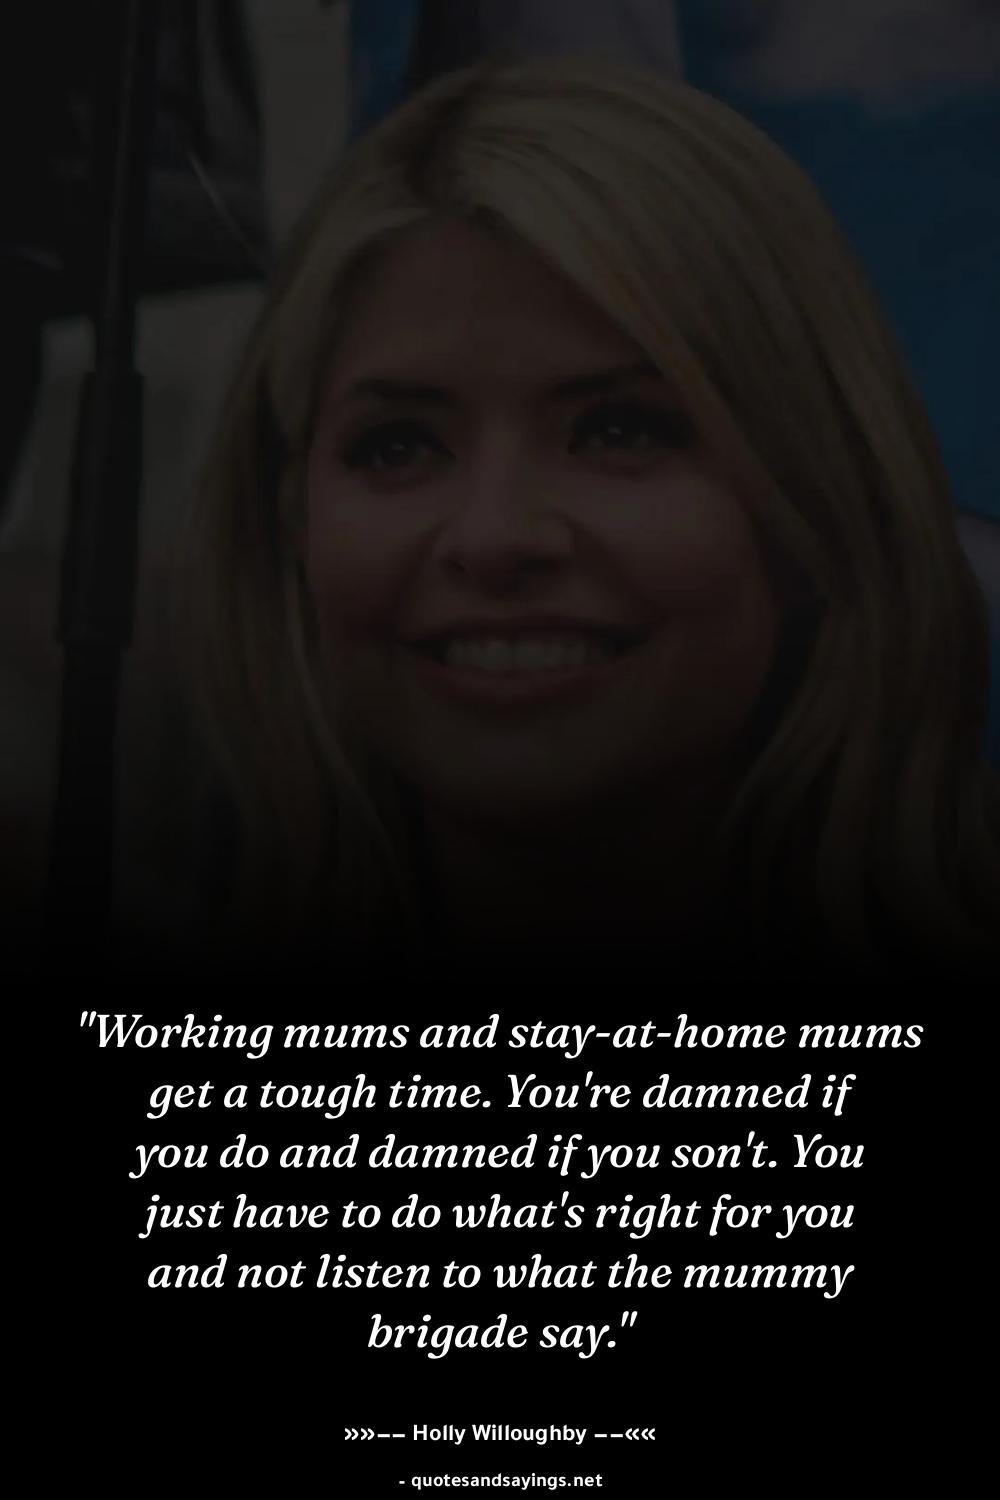 "Working mums and stay-at-home mums
get a tough time. You're damned if
you do and damned if you son't. You
just have to do what's right for you
and not listen to what the mummy
brigade say."
»»–– Holly Willoughby ––««
- quotesandsayings.net